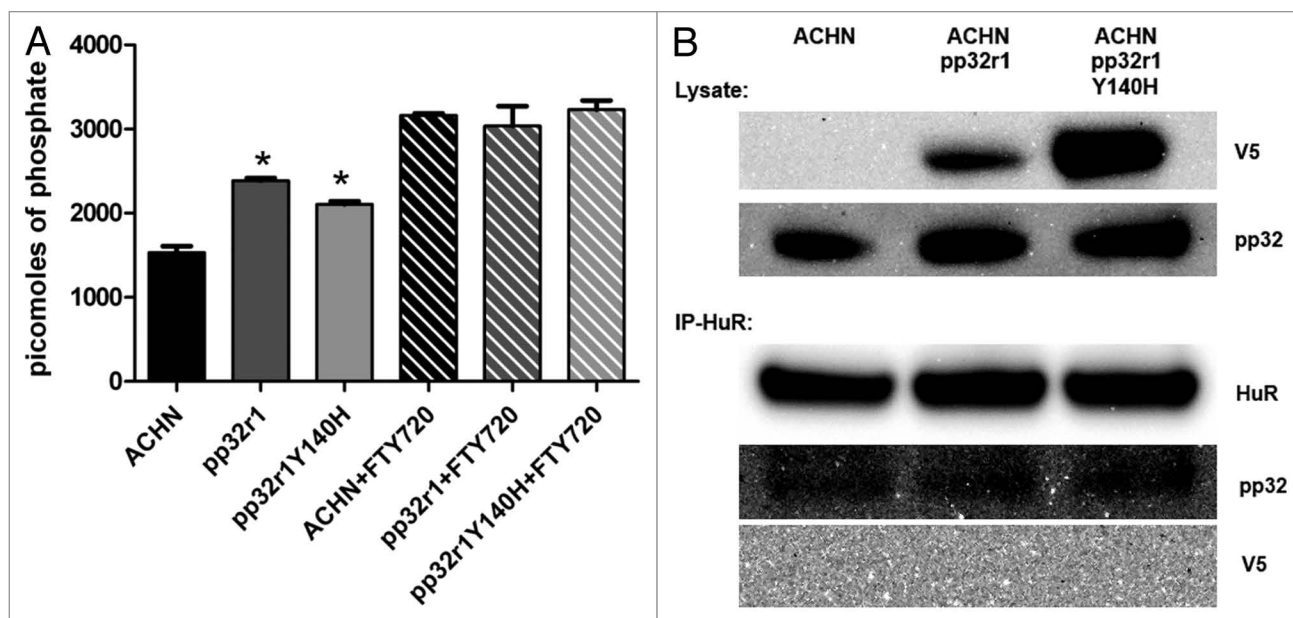 A
picomoles of phosphate
4000
3000
2000
1000
0
*
*
ACHN
pp32r1
pp32r1Y140H
ACHN+FTY720
pp32r1+FTY720
pp32r1Y140H+FTY720
B
ACHN
ACHN
pp32r1
ACHN
pp32r1
Y140H
Lysate:
V5
pp32
IP-HuR:
HuR
pp32
V5